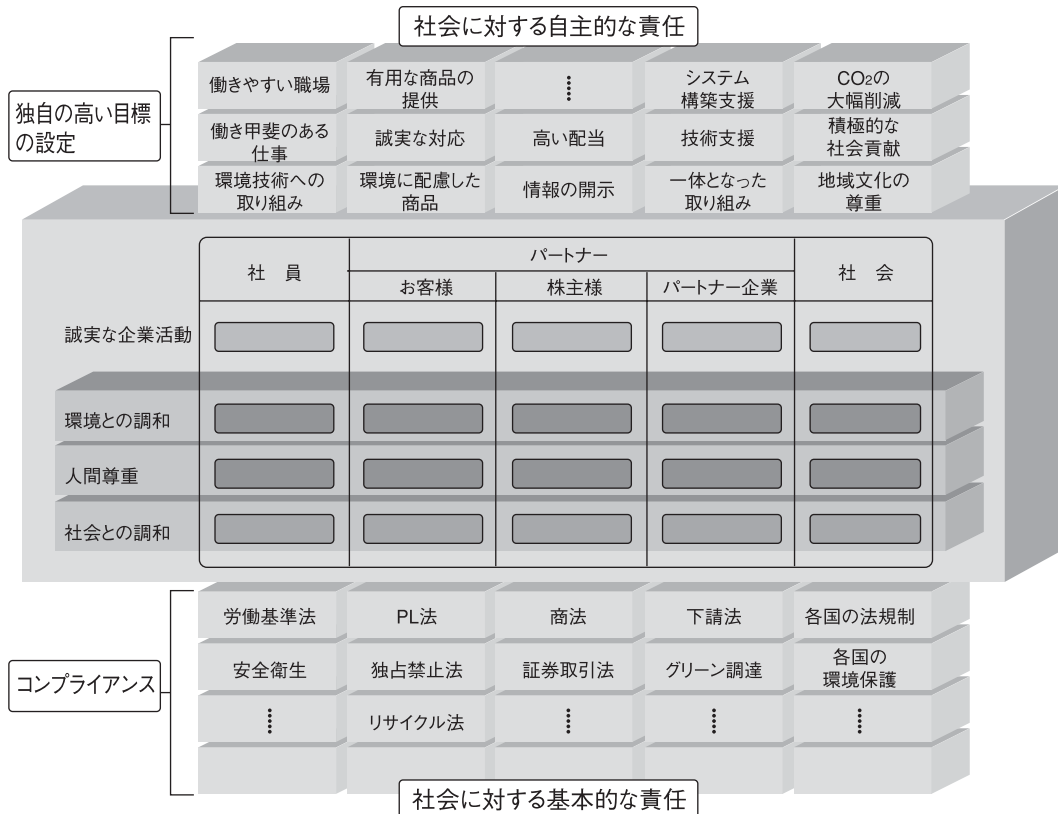 社会に対する自主的な責任
独自の高い目標
の設定
働きやすい職場
有用な商品の
提供
⋮
システム
構築支援
CO₂の
大幅削減
働き甲斐のある
仕事
誠実な対応
高い配当
技術支援
積極的な
社会貢献
環境技術への
取り組み
環境に配慮した
商品
情報の開示
一体となった
取り組み
地域文化の
尊重
社　員
パートナー
社　会
お客様
株主様
パートナー企業
誠実な企業活動
環境との調和
人間尊重
社会との調和
コンプライアンス
労働基準法
PL法
商法
下請法
各国の法規制
安全衛生
独占禁止法
証券取引法
グリーン調達
各国の
環境保護
⋮
リサイクル法
⋮
⋮
⋮
社会に対する基本的な責任